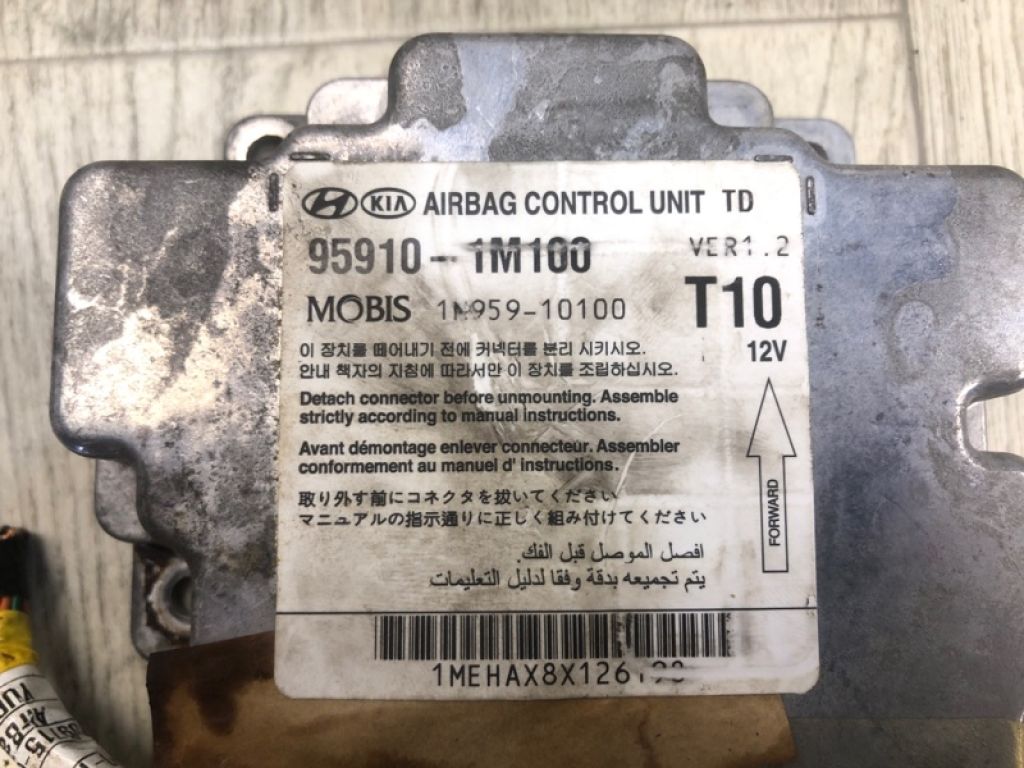 KIA AIRBAG CONTROL UNIT TD
95910-1M100 VER1.2
MOBIS 1M959-10100 T10
12V
이 장치를 떼어내기 전에 커넥터를 분리 시키시오.
안내 책자의 지침에 따라서만 이 장치를 조립하십시오.
Detach connector before unmounting. Assemble
strictly according to manual instructions.
Avant démontage enlever connecteur. Assembler
conformement au manuel d' instructions.
取り外す前にコネクタを抜いてください
マニュアルの指示通りに正しく組み付けてください
افصل الموصل قبل الفك.
يتم تجميعه بدقة وفقا لدليل التعليمات
FORWARD